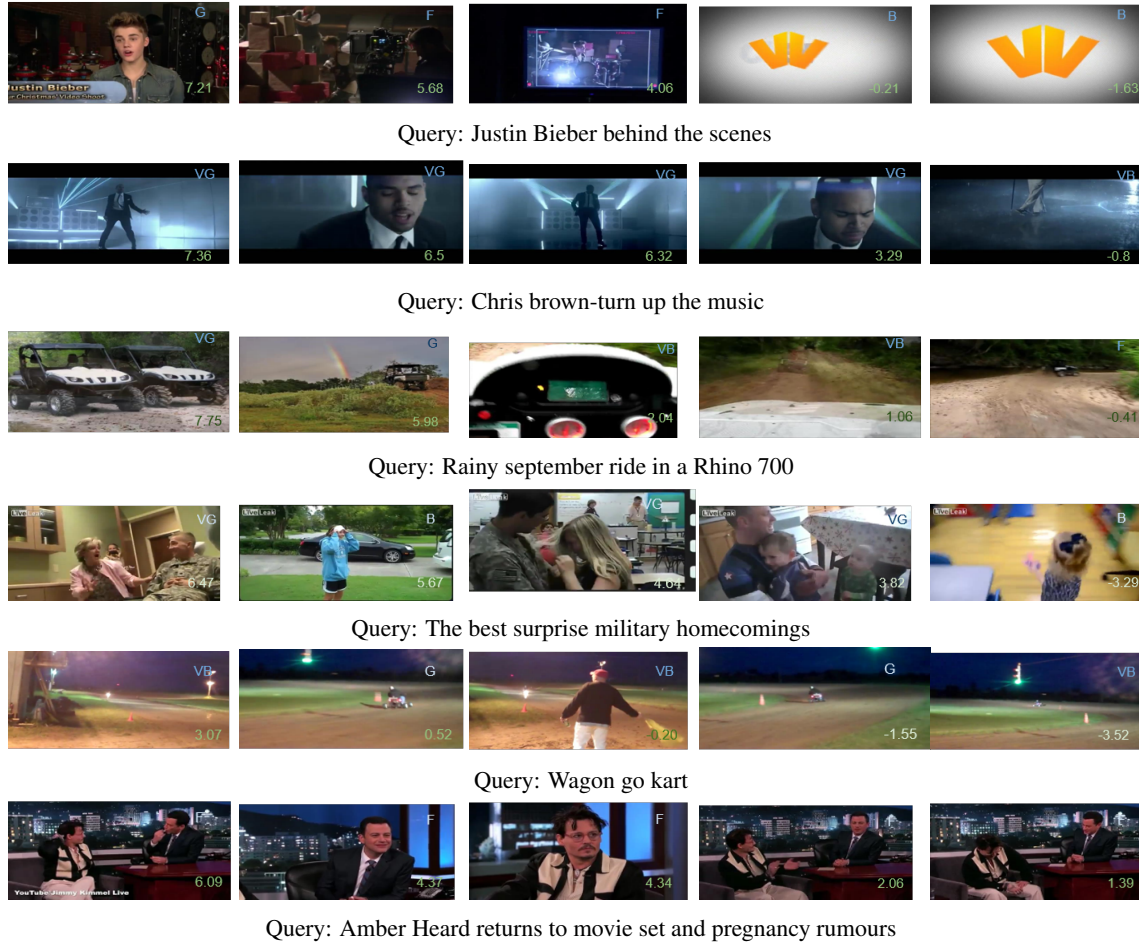 G F F B B
Justin Bieber
ur Christmas' Video Shoot
7.21 5.68 4.06 -0.21 -1.63
Query: Justin Bieber behind the scenes
VG VG VG VG VB
7.36 6.5 6.32 3.29 -0.8
Query: Chris brown-turn up the music
VG G VB VB F
7.75 5.98 2.04 1.06 -0.41
Query: Rainy september ride in a Rhino 700
LiveLeak LiveLeak LiveLeak LiveLeak LiveLeak
VG B VG VG B
6.47 5.67 4.64 3.82 -3.29
Query: The best surprise military homecomings
VB G VB G VB
3.07 0.52 -0.20 -1.55 -3.52
Query: Wagon go kart
F F F F F
6.09 4.37 4.34 2.06 1.39
YouTube Jimmy Kimmel Live
Query: Amber Heard returns to movie set and pregnancy rumours